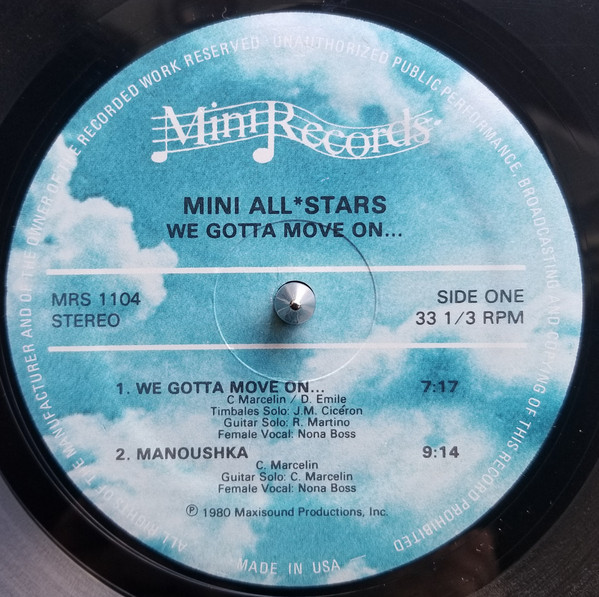 ALL RIGHTS OF THE MANUFACTURER AND OF THE OWNER OF THE RECORDED WORK RESERVED UNAUTHORIZED PUBLIC PERFORMANCE, BROADCASTING AND COPYING OF THIS RECORD PROHIBITED
Mini Records
MINI ALL*STARS
WE GOTTA MOVE ON...
MRS 1104
STEREO
SIDE ONE
33 1/3 RPM
1. WE GOTTA MOVE ON... 7:17
C Marcelin / D. Emile
Timbales Solo: J.M. Cicéron
Guitar Solo: R. Martino
Female Vocal: Nona Boss
2. MANOUSHKA 9:14
C. Marcelin
Guitar Solo: C. Marcelin
Female Vocal: Nona Boss
℗ 1980 Maxisound Productions, Inc.
MADE IN USA